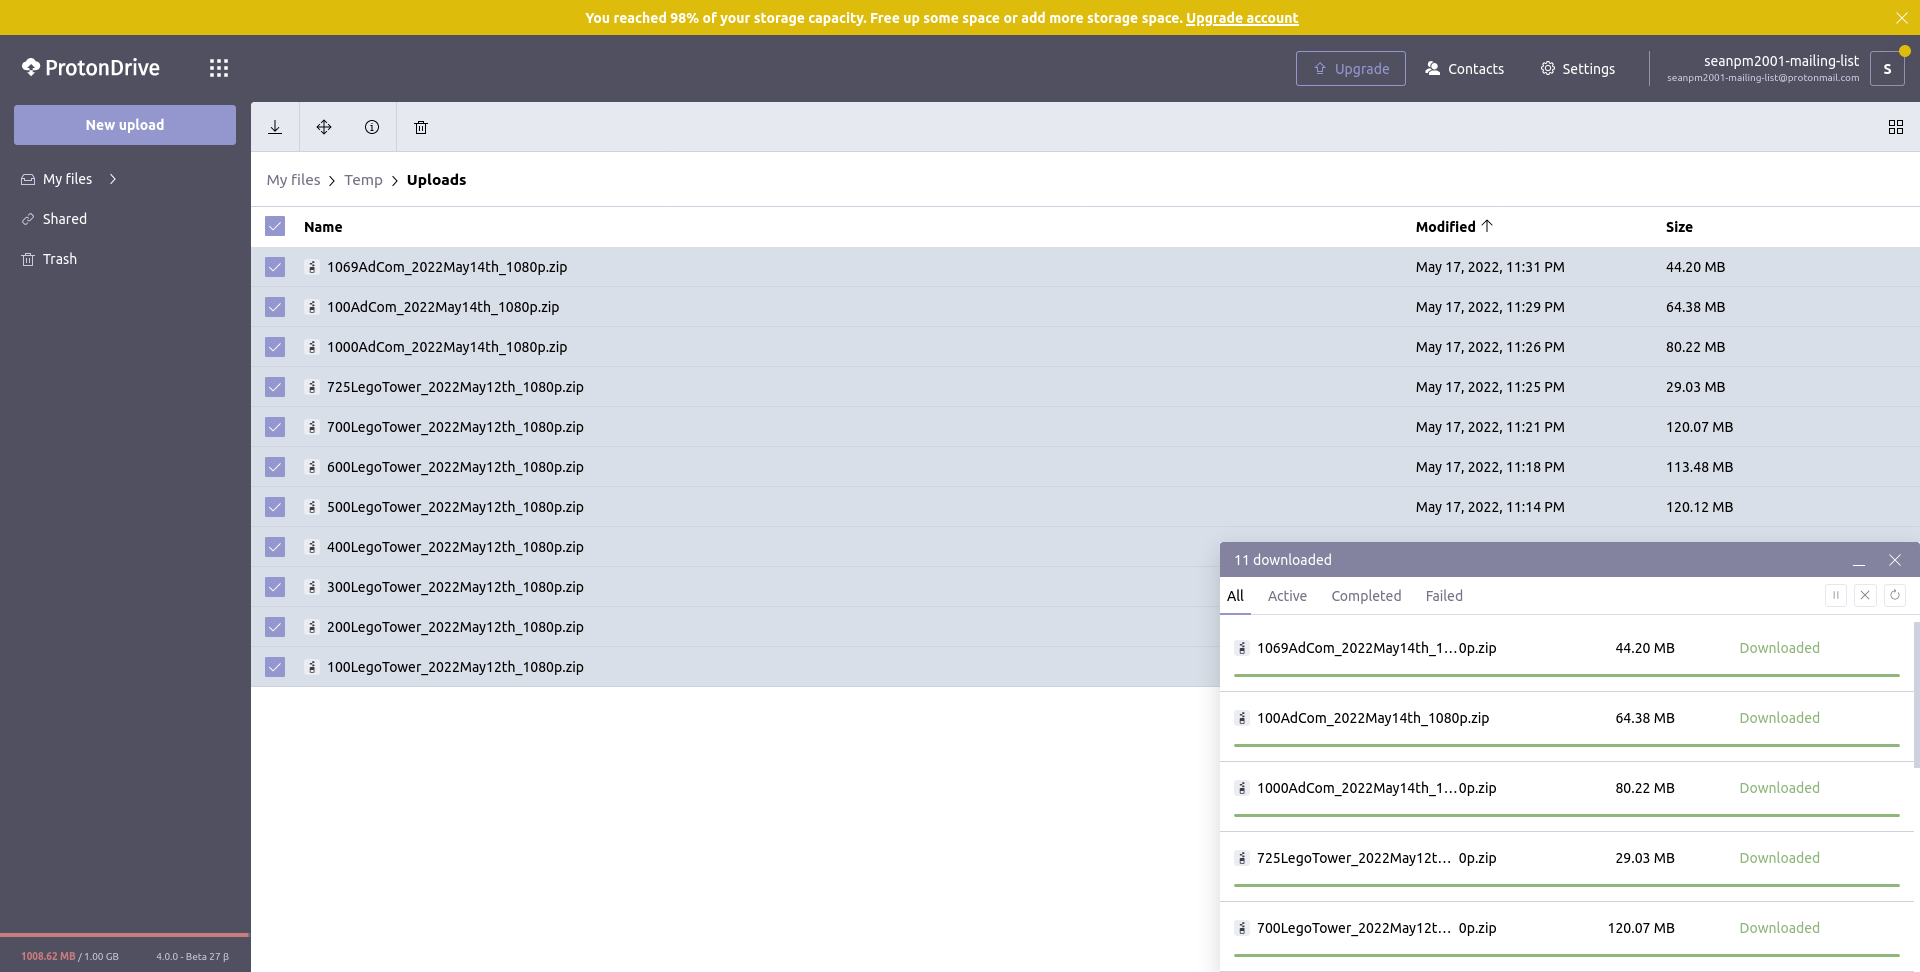 You reached 98% of your storage capacity. Free up some space or add more storage space. Upgrade account
ProtonDrive
Upgrade
Contacts
Settings
seanpm2001-mailing-list
seanpm2001-mailing-list@protonmail.com
S
New upload
My files
Shared
Trash
My files > Temp > Uploads
Name Modified Size
1069AdCom_2022May14th_1080p.zip May 17, 2022, 11:31 PM 44.20 MB
100AdCom_2022May14th_1080p.zip May 17, 2022, 11:29 PM 64.38 MB
1000AdCom_2022May14th_1080p.zip May 17, 2022, 11:26 PM 80.22 MB
725LegoTower_2022May12th_1080p.zip May 17, 2022, 11:25 PM 29.03 MB
700LegoTower_2022May12th_1080p.zip May 17, 2022, 11:21 PM 120.07 MB
600LegoTower_2022May12th_1080p.zip May 17, 2022, 11:18 PM 113.48 MB
500LegoTower_2022May12th_1080p.zip May 17, 2022, 11:14 PM 120.12 MB
400LegoTower_2022May12th_1080p.zip
300LegoTower_2022May12th_1080p.zip
200LegoTower_2022May12th_1080p.zip
100LegoTower_2022May12th_1080p.zip
11 downloaded
All Active Completed Failed
1069AdCom_2022May14th_1...0p.zip 44.20 MB Downloaded
100AdCom_2022May14th_1080p.zip 64.38 MB Downloaded
1000AdCom_2022May14th_1...0p.zip 80.22 MB Downloaded
725LegoTower_2022May12t... 0p.zip 29.03 MB Downloaded
700LegoTower_2022May12t... 0p.zip 120.07 MB Downloaded
1008.62 MB / 1.00 GB 4.0.0 - Beta 27 β